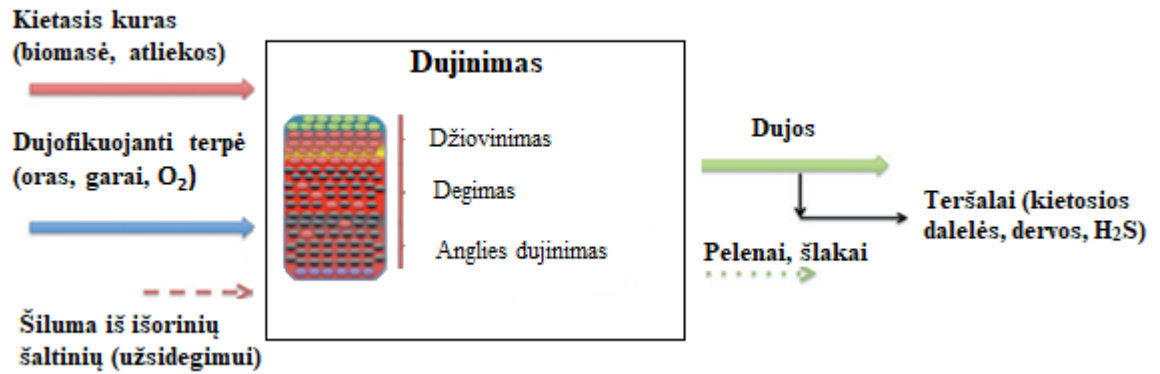 Kietasis kuras
(biomasė, atliekos)
Dujofikuojanti terpė
(oras, garai, O₂)
Šiluma iš išorinių
šaltinių (užsidegimui)
Dujinimas
Džiovinimas
Degimas
Anglies dujinimas
Dujos
Teršalai (kietosios
dalelės, dervos, H₂S)
Pelenai, šlakai